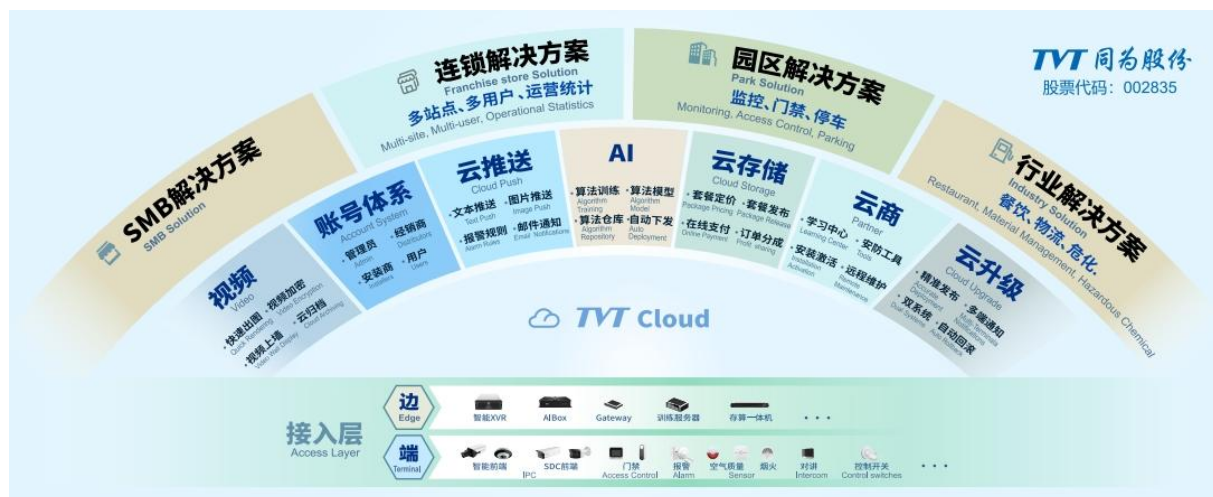 TVT 同为股份
股票代码：002835
SMB解决方案
SMB Solution
连锁解决方案
Franchise store Solution
多站点、多用户、运营统计
Multi-site, Multi-user, Operational Statistics
园区解决方案
Park Solution
监控、门禁、停车
Monitoring, Access Control, Parking
行业解决方案
Industry Solution
餐饮、物流、危化.
Restaurant, Material Management, Hazardous Chemical
视频
Video
·快速出图 ·视频加密
Quick Rendering Video Encryption
·视频上墙 ·云归档
Video Wall Display Cloud Archiving
账号体系
Account System
·管理员 ·经销商
Admin Distributors
·安装商 ·用户
Installers Users
云推送
Cloud Push
·文本推送 ·图片推送
Text Push Image Push
·报警规则 ·邮件通知
Alarm Rules Email Notifications
AI
·算法训练 ·算法模型
Algorithm Training Algorithm Model
·算法仓库 ·自动下发
Algorithm Repository Auto Deployment
云存储
Cloud Storage
·套餐定价 ·套餐发布
Package Pricing Package Release
·在线支付 ·订单分成
Online Payment Profit sharing
云商
Partner
·学习中心 ·安防工具
Learning Center Tools
·安装激活 ·远程维护
Installation Activation Remote Maintenance
云升级
Cloud Upgrade
·精准发布 ·多端通知
Accurate Deployment Multi-Terminate Notifications
·双系统 ·自动回滚
Dual Systems Auto Rollback
TVT Cloud
接入层
Access Layer
边
Edge
智能XVR AIBox Gateway 训练服务器 存算一体机 ···
端
Terminal
智能前端 SDC前端 门禁 报警 空气质量 烟火 对讲 控制开关 ···
IPC Access Control Alarm Sensor Intercom Control switches